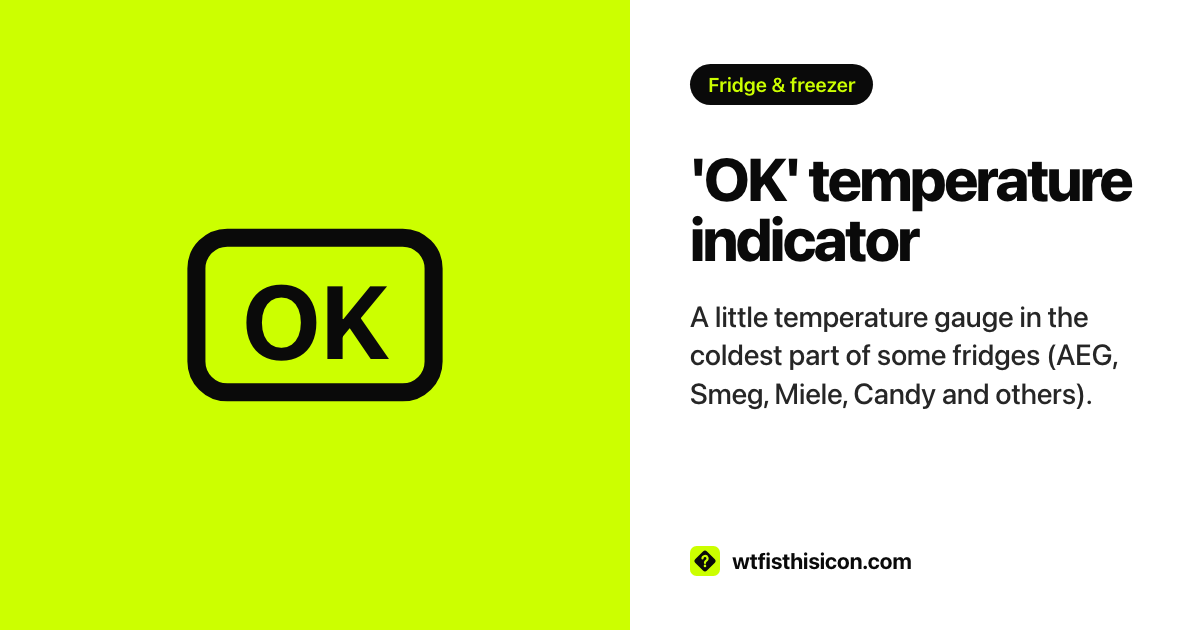 OK
Fridge & freezer
'OK' temperature
indicator
A little temperature gauge in the
coldest part of some fridges (AEG,
Smeg, Miele, Candy and others).
?
wtfisthisicon.com